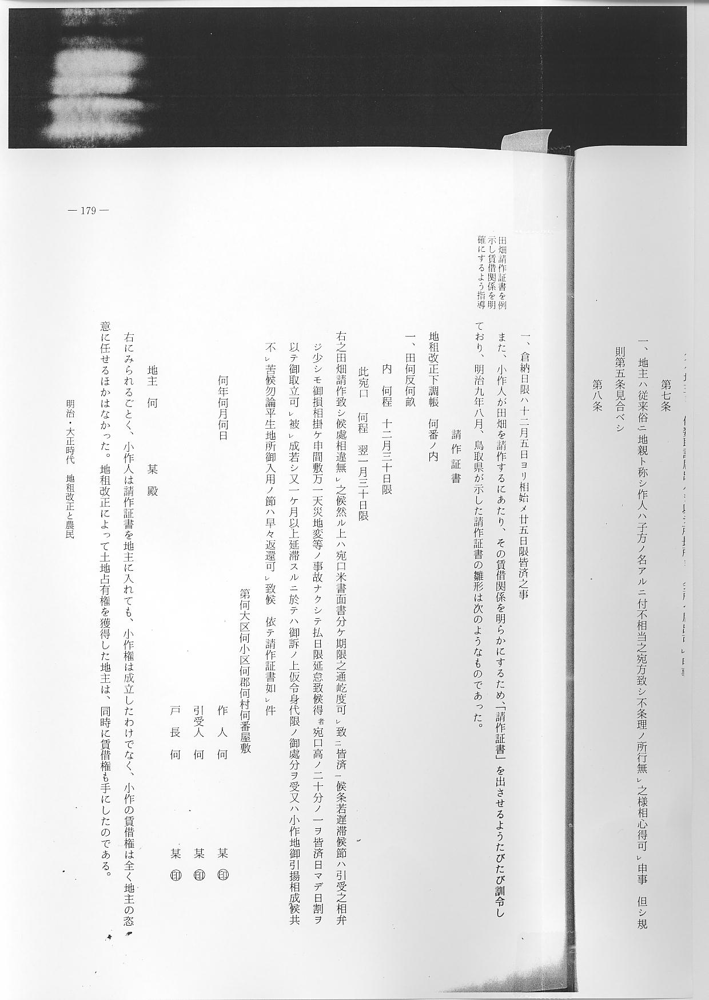 第七条
一、地主ハ従来俗ニ地親ト称シ作人ハ子方ノ名アルニ付不相当之宛方致シ不条理ノ所行無レ之様相心得可レ申事　但シ規
則第五条見合ベシ
第八条
一、倉納日限ハ十二月五日ヨリ相始メ廿五日限皆済之事
田畑請作証書を例
示し賃借関係を明
確にするよう指導
また、小作人が田畑を請作するにあたり、その賃借関係を明らかにするため、「請作証書」を出させるようたびたび訓令し
ており、明治九年八月、鳥取県が示した請作証書の雛形は次のようなものであった。
請作証書
地租改正下調帳　何番ノ内
一、田何反何畝
内　何程　十二月三十日限
此宛口　何程　翌一月三十日限
右之田畑請作致シ候處相違無レ之候然ル上ハ宛口米書面書分ケ期限之通屹度可レ致ニ皆済一候条若遅滞候節ハ引受之相弁
ジ少シモ御損相掛ケ申間敷万一天災地変等ノ事故ナクシテ払日限延怠致候得者宛口高ノ二十分ノ一ヲ皆済日マデ日割ヲ
以テ御取立可レ被レ成若シ又一ケ月以上延滞スルニ於テハ御訴ノ上仮令身代限ノ御處分ヲ受又ハ小作地御引揚相成候共
不レ苦候勿論平生地所御入用ノ節ハ早々返還可レ致候　依テ請作証書如レ件
第何大区何小区何郡何村何番屋敷
何年何月何日
作人　何　某㊞
引受人　何　某㊞
戸長　何　某㊞
地主　何　某殿
右にみられるごとく、小作人は請作証書を地主に入れても、小作権は成立したわけでなく、小作の賃借権は全く地主の恣
意に任せるほかはなかった。地租改正によって土地占有権を獲得した地主は、同時に賃借権も手にしたのである。
明治・大正時代　地租改正と農民
— 179 —